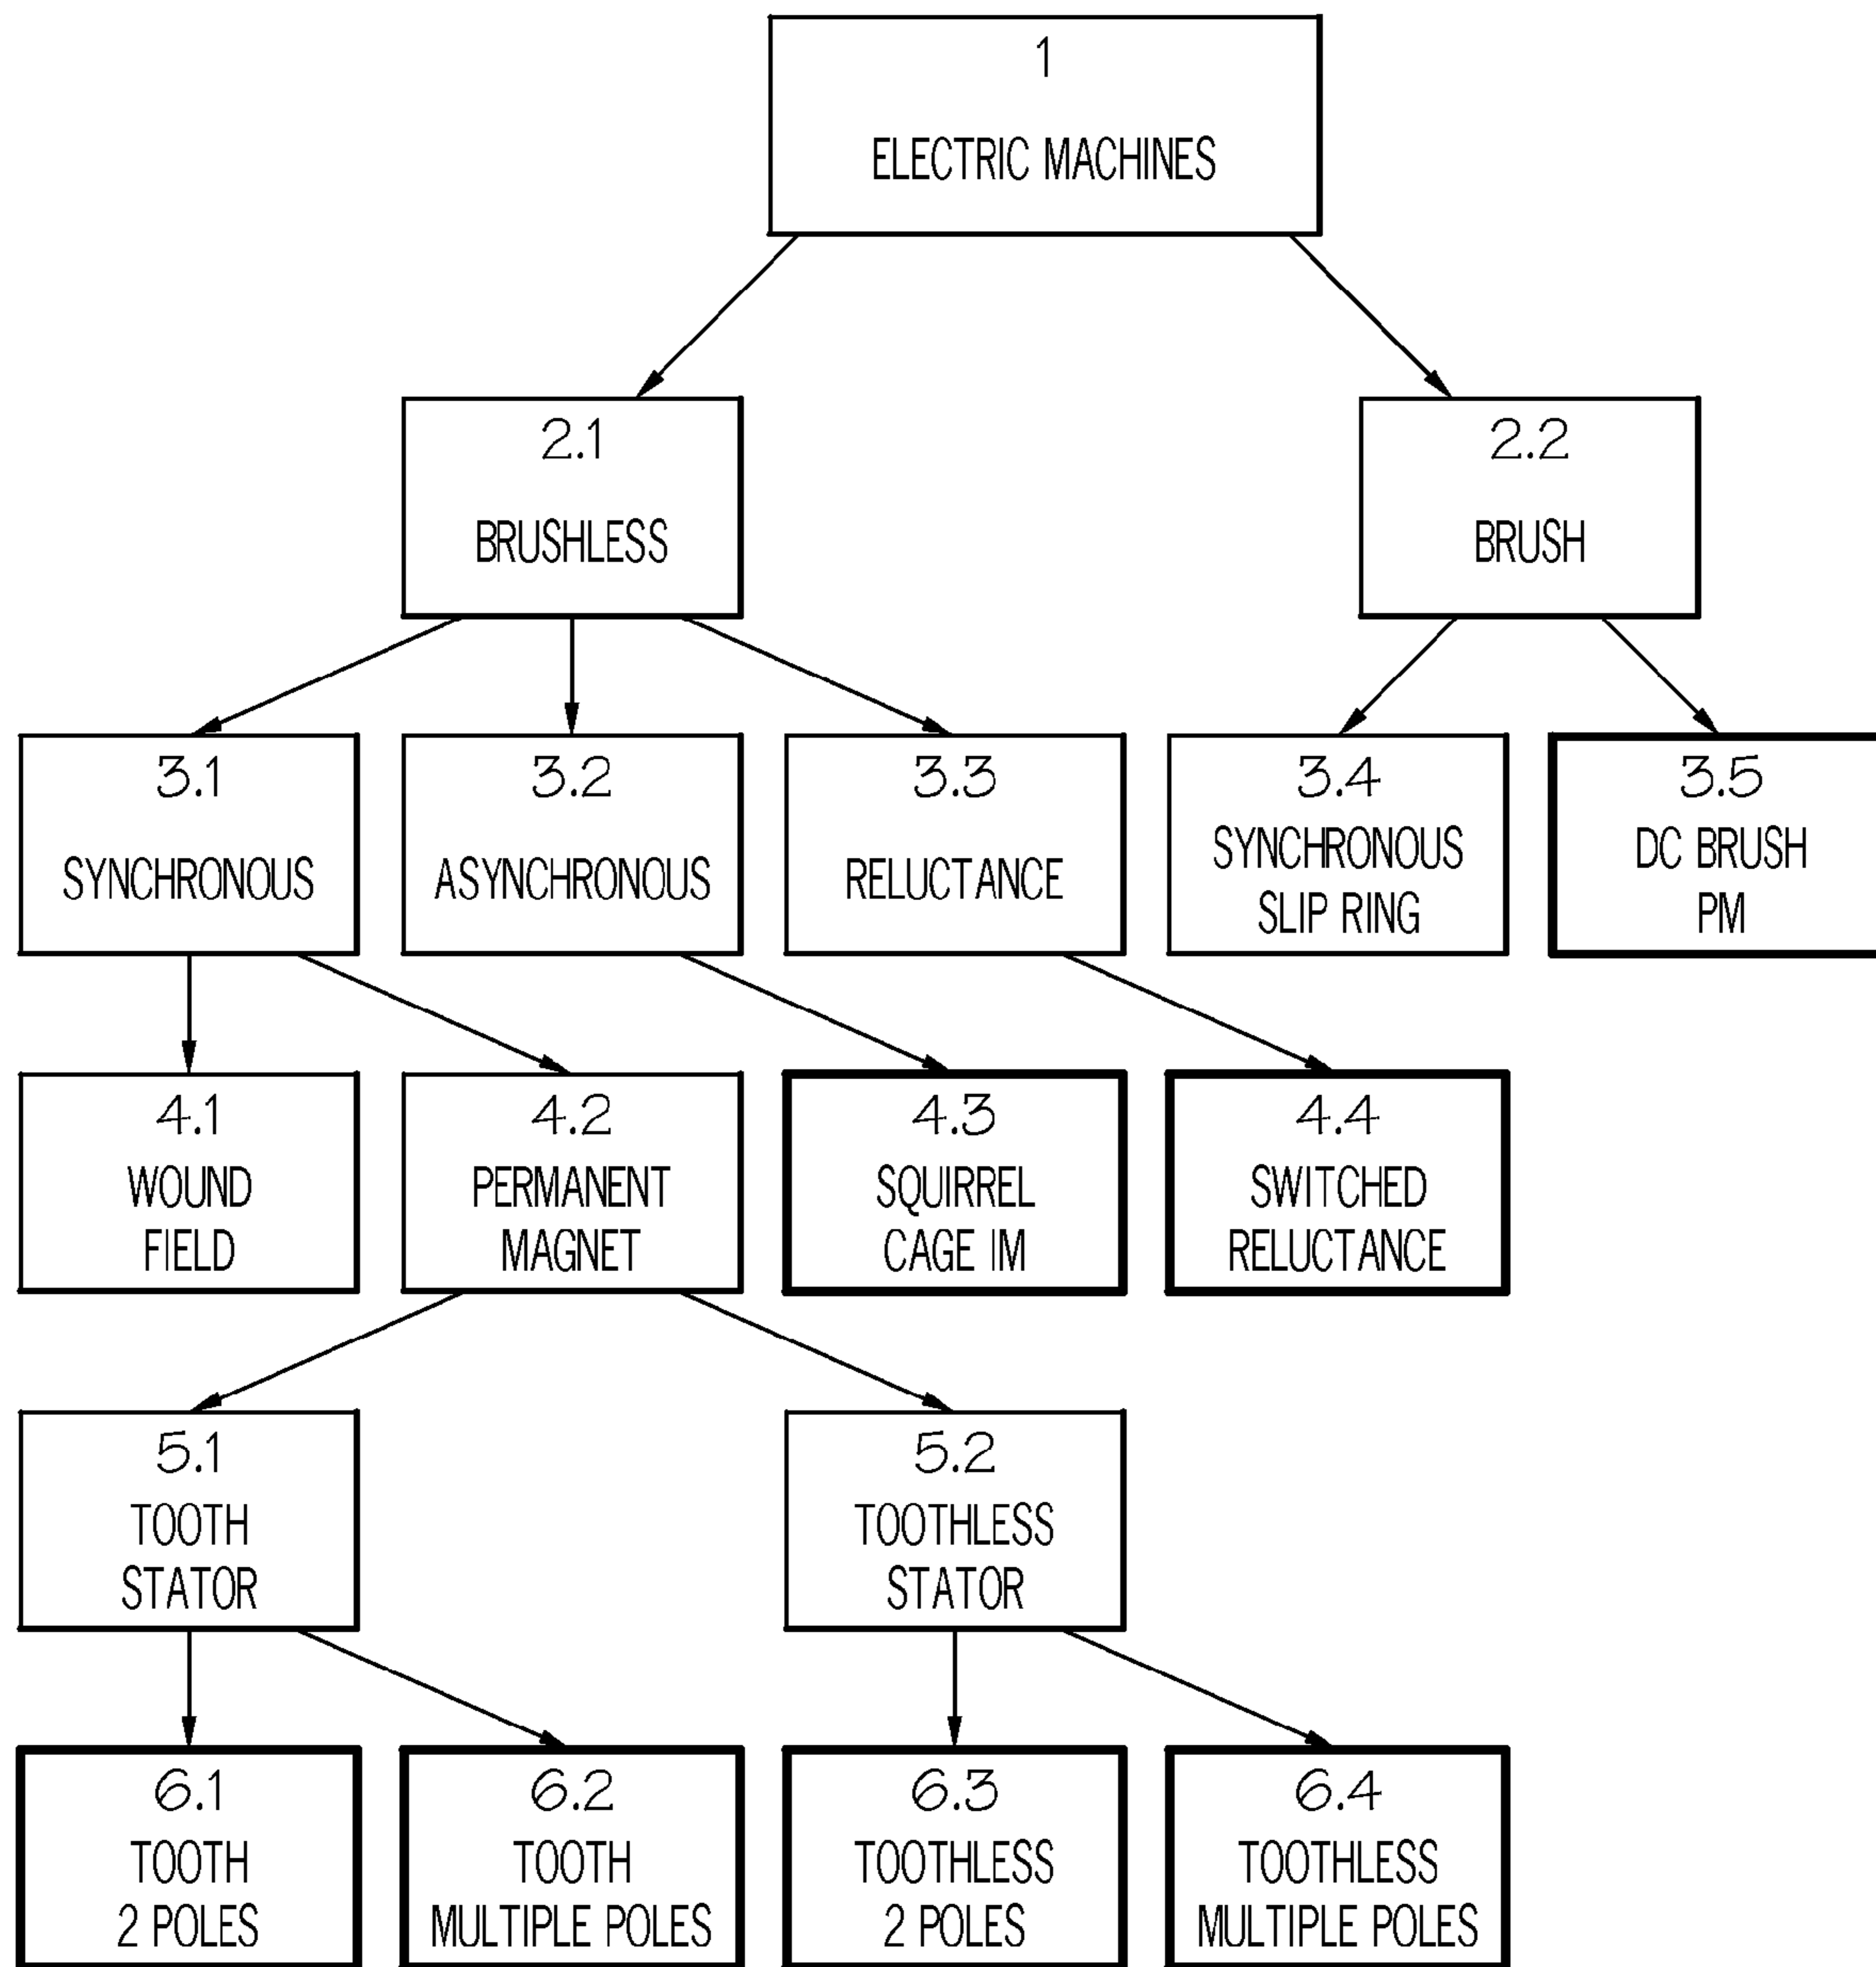 1
ELECTRIC MACHINES
2.1
BRUSHLESS
2.2
BRUSH
3.1
SYNCHRONOUS
3.2
ASYNCHRONOUS
3.3
RELUCTANCE
3.4
SYNCHRONOUS
SLIP RING
3.5
DC BRUSH
PM
4.1
WOUND
FIELD
4.2
PERMANENT
MAGNET
4.3
SQUIRREL
CAGE IM
4.4
SWITCHED
RELUCTANCE
5.1
TOOTH
STATOR
5.2
TOOTHLESS
STATOR
6.1
TOOTH
2 POLES
6.2
TOOTH
MULTIPLE POLES
6.3
TOOTHLESS
2 POLES
6.4
TOOTHLESS
MULTIPLE POLES